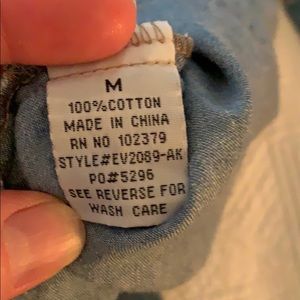 M
100%COTTON
MADE IN CHINA
RN NO 102379
STYLE#EV2089-AK
PO#5296
SEE REVERSE FOR
WASH CARE